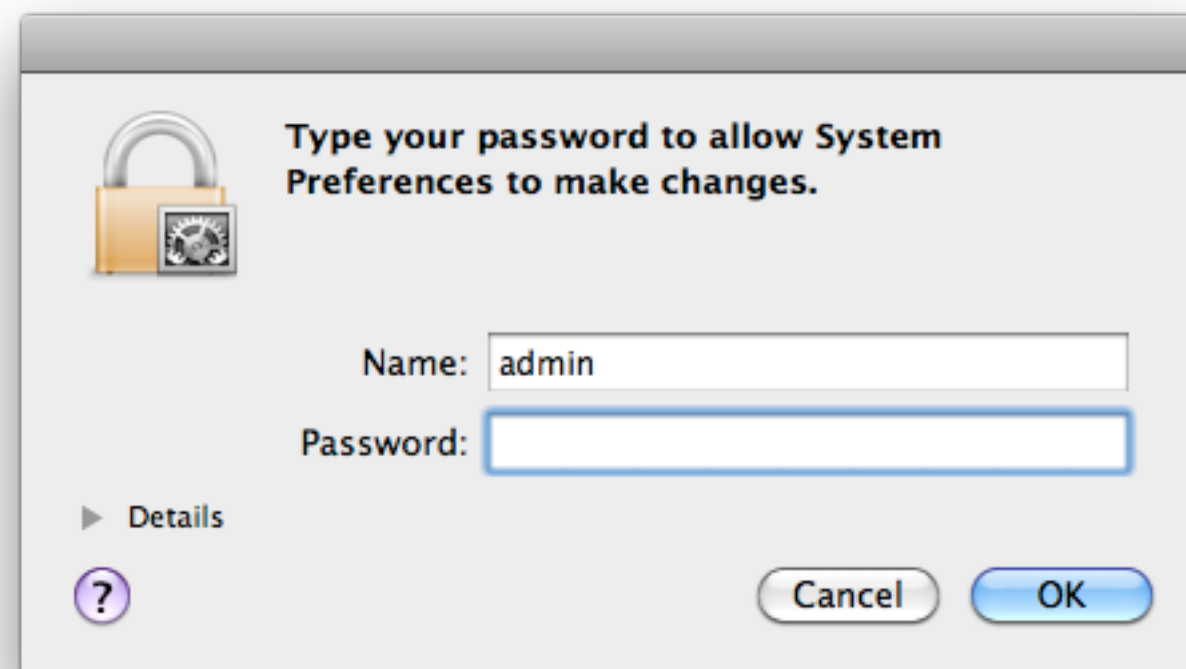 Type your password to allow System
Preferences to make changes.
Name: admin
Password:
Details
?
Cancel OK